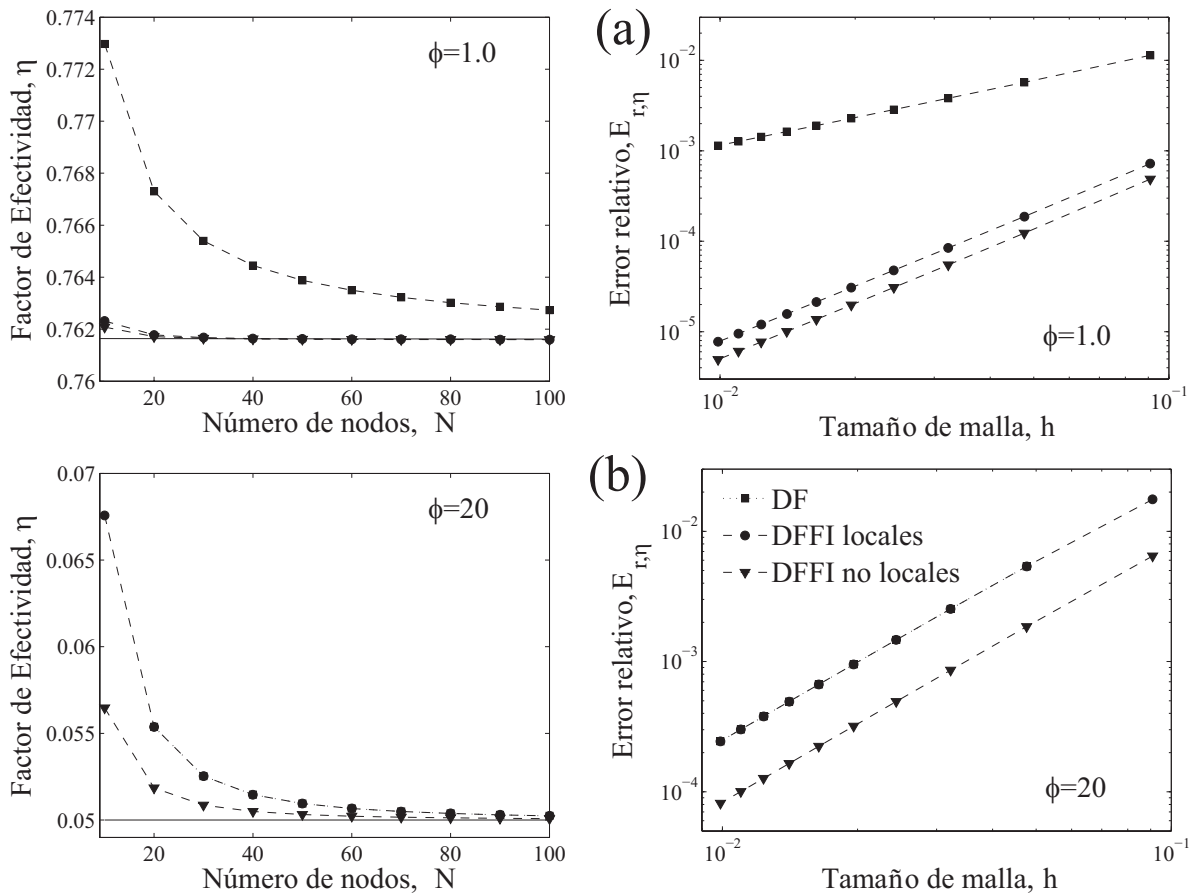 (a)
Factor de Efectividad, η
0.774
0.772
0.77
0.768
0.766
0.764
0.762
0.76
ϕ=1.0
20 40 60 80 100
Número de nodos, N
Error relativo, E r,η
10⁻²
10⁻³
10⁻⁴
10⁻⁵
ϕ=1.0
10⁻² 10⁻¹
Tamaño de malla, h
(b)
Factor de Efectividad, η
0.07
0.065
0.06
0.055
0.05
ϕ=20
20 40 60 80 100
Número de nodos, N
Error relativo, E r,η
10⁻²
10⁻³
10⁻⁴
DF
DFFI locales
DFFI no locales
ϕ=20
10⁻² 10⁻¹
Tamaño de malla, h